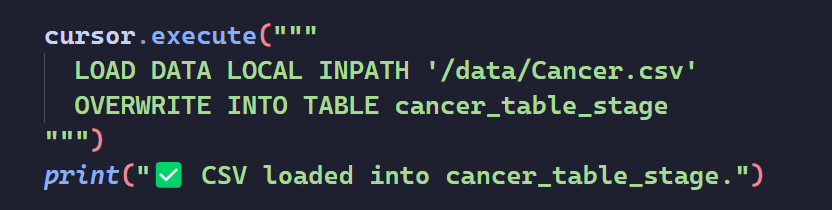 cursor.execute("""
LOAD DATA LOCAL INPATH '/data/Cancer.csv'
OVERWRITE INTO TABLE cancer_table_stage
""")
print("✅ CSV loaded into cancer_table_stage.")